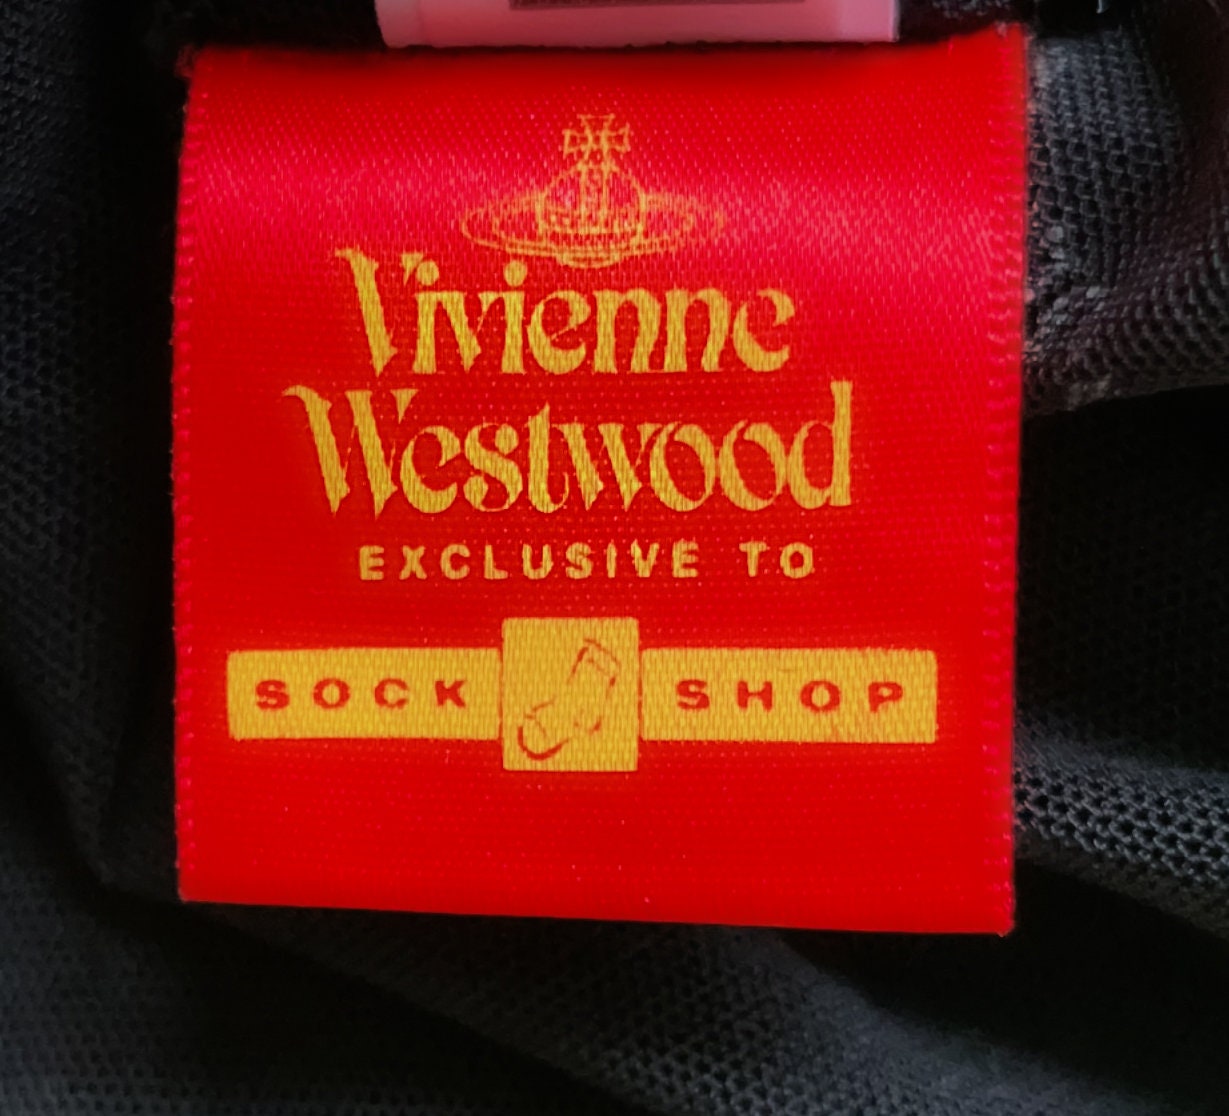 Vivienne
Westwood
EXCLUSIVE TO
SOCK SHOP